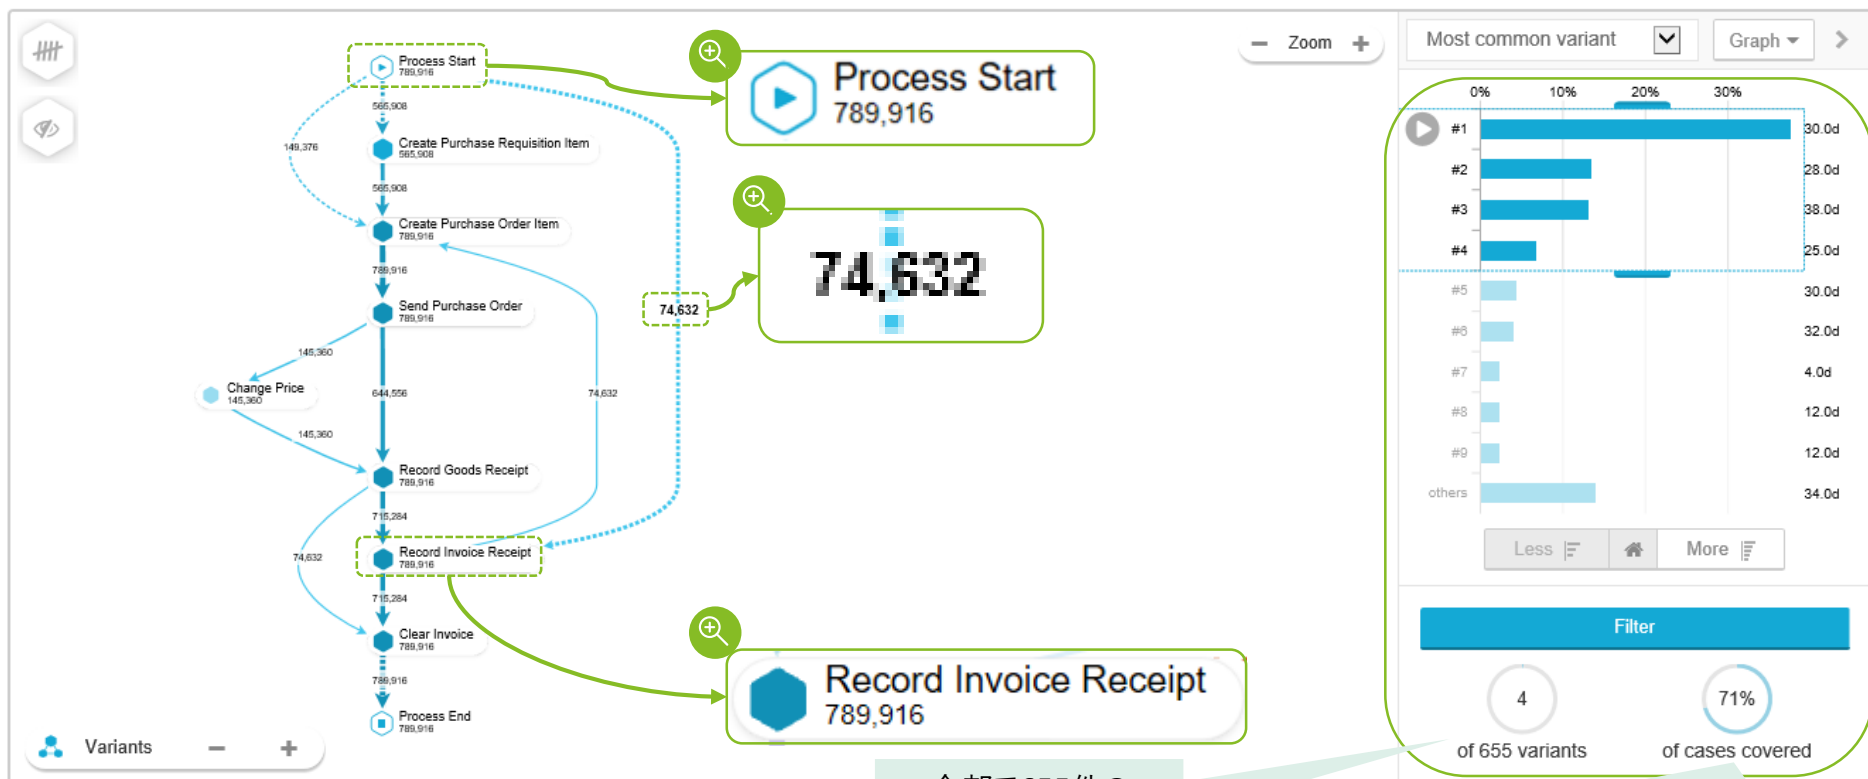 Process Start
789,916
565,908
149,376
Create Purchase Requisition Item
565,908
565,908
Create Purchase Order Item
789,916
789,916
Send Purchase Order
789,916
145,360
Change Price
145,360
644,556
74,632
145,360
Record Goods Receipt
789,916
715,284
74,632
Record Invoice Receipt
789,916
715,284
Clear Invoice
789,916
789,916
Process End
789,916
Variants
74,632
Process Start
789,916
74,632
Record Invoice Receipt
789,916
Zoom
Most common variant
Graph
0% 10% 20% 30%
#1 30.0d
#2 28.0d
#3 38.0d
#4 25.0d
#5 30.0d
#6 32.0d
#7 4.0d
#8 12.0d
#9 12.0d
others 34.0d
Less More
Filter
4 71%
of 655 variants of cases covered